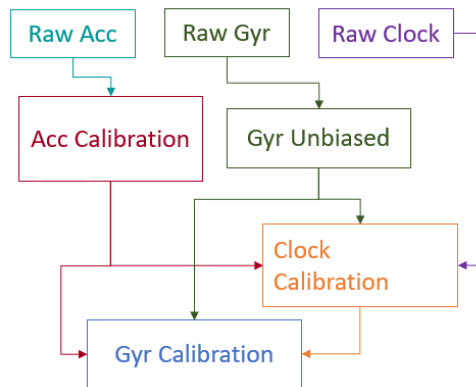 Raw Acc
Raw Gyr
Raw Clock
Acc Calibration
Gyr Unbiased
Clock
Calibration
Gyr Calibration